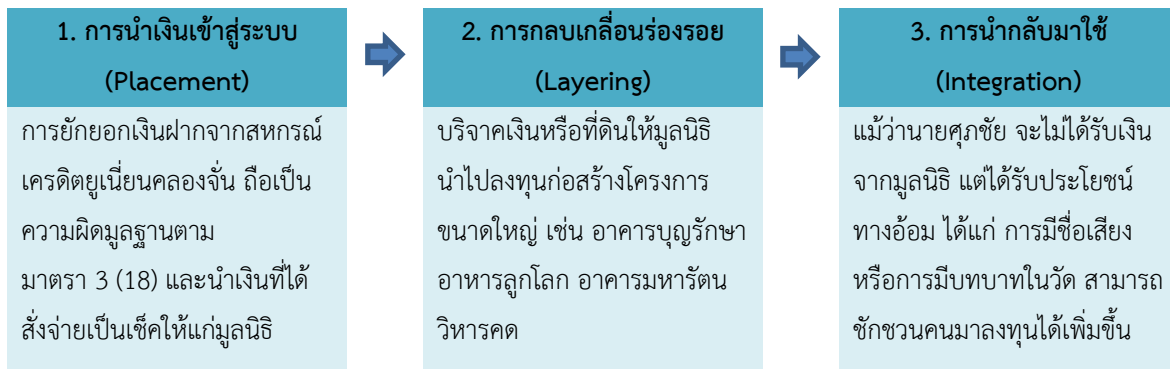 1. การนำเงินเข้าสู่ระบบ
(Placement)
การยักยอกเงินฝากจากสหกรณ์
เครดิตยูเนี่ยนคลองจั่น ถือเป็น
ความผิดมูลฐานตาม
มาตรา 3 (18) และนำเงินที่ได้
สั่งจ่ายเป็นเช็คให้แก่มูลนิธิ
2. การกลบเกลื่อนร่องรอย
(Layering)
บริจาคเงินหรือที่ดินให้มูลนิธิ
นำไปลงทุนก่อสร้างโครงการ
ขนาดใหญ่ เช่น อาคารบุญรักษา
อาหารลูกโลก อาคารมหารัตน
วิหารคด
3. การนำกลับมาใช้
(Integration)
แม้ว่านายศุภชัย จะไม่ได้รับเงิน
จากมูลนิธิ แต่ได้รับประโยชน์
ทางอ้อม ได้แก่ การมีชื่อเสียง
หรือการมีบทบาทในวัด สามารถ
ชักชวนคนมาลงทุนได้เพิ่มขึ้น